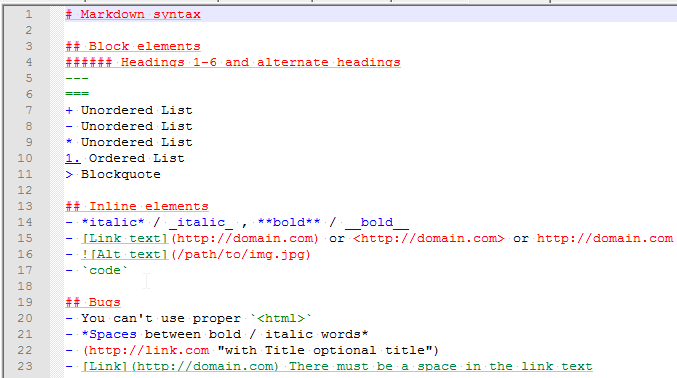 1 # Markdown syntax
2
3 ## Block elements
4 ###### Headings 1-6 and alternate headings
5 ---
6 ===
7 + Unordered List
8 - Unordered List
9 * Unordered List
10 1. Ordered List
11 > Blockquote
12
13 ## Inline elements
14 - *italic* / _italic_ , **bold** / __bold__
15 - [Link text](http://domain.com) or <http://domain.com> or http://domain.com
16 - ![Alt text](/path/to/img.jpg)
17 - `code`
18
19 ## Bugs
20 - You can't use proper `<html>`
21 - *Spaces between bold / italic words*
22 - (http://link.com "with Title optional title")
23 - [Link](http://domain.com) There must be a space in the link text